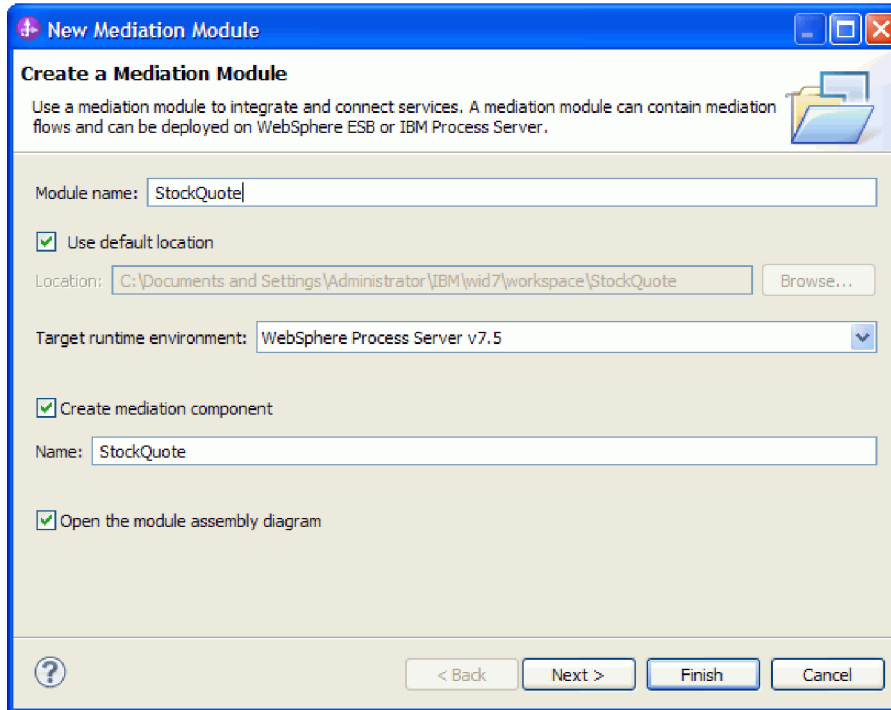 New Mediation Module
Create a Mediation Module
Use a mediation module to integrate and connect services. A mediation module can contain mediation
flows and can be deployed on WebSphere ESB or IBM Process Server.
Module name: StockQuote
Use default location
Location: C:\Documents and Settings\Administrator\IBM\wid7\workspace\StockQuote Browse...
Target runtime environment: WebSphere Process Server v7.5
Create mediation component
Name: StockQuote
Open the module assembly diagram
? < Back Next > Finish Cancel